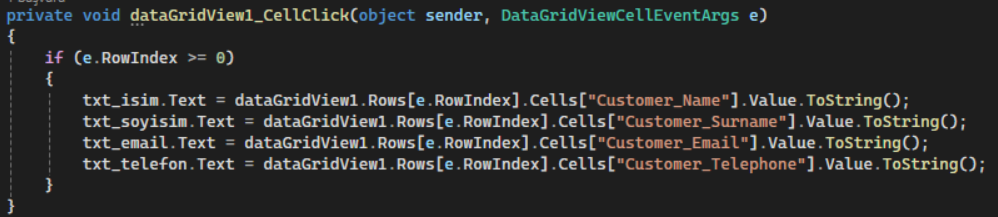 private void dataGridView1_CellClick(object sender, DataGridViewCellEventArgs e)
{
if (e.RowIndex >= 0)
{
txt_isim.Text = dataGridView1.Rows[e.RowIndex].Cells["Customer_Name"].Value.ToString();
txt_soyisim.Text = dataGridView1.Rows[e.RowIndex].Cells["Customer_Surname"].Value.ToString();
txt_email.Text = dataGridView1.Rows[e.RowIndex].Cells["Customer_Email"].Value.ToString();
txt_telefon.Text = dataGridView1.Rows[e.RowIndex].Cells["Customer_Telephone"].Value.ToString();
}
}